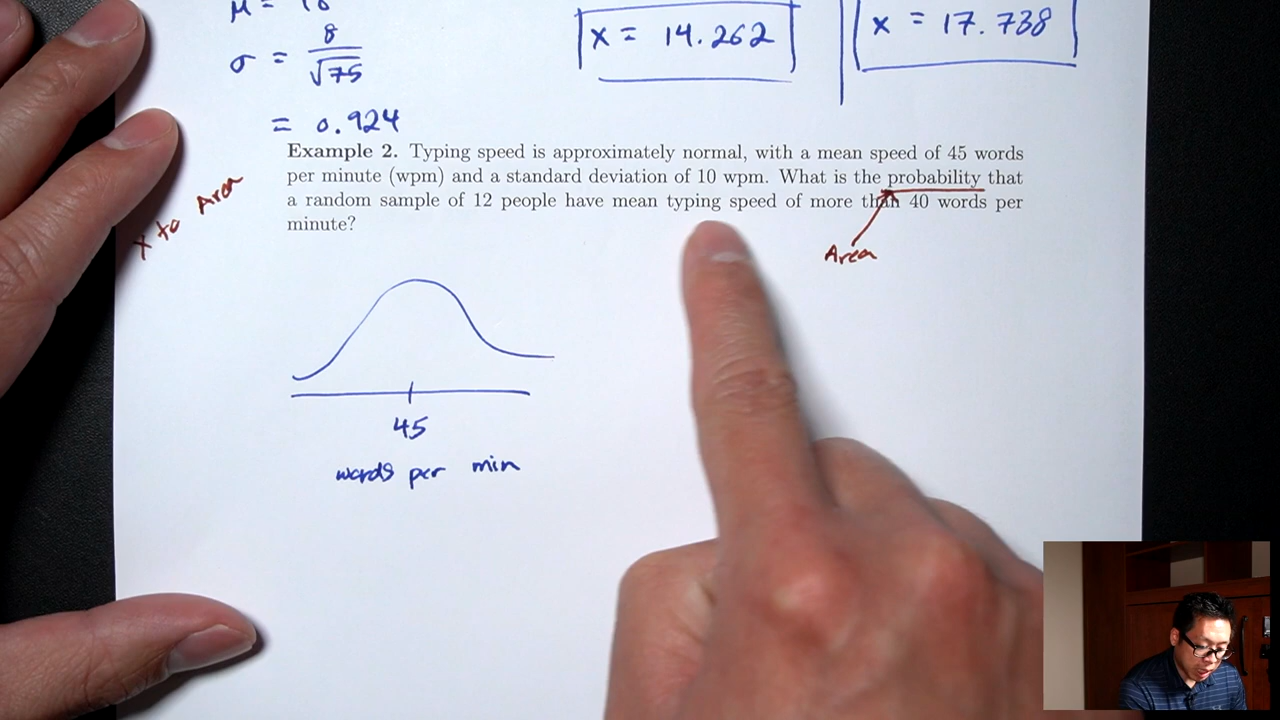 μ = 16
σ = 8/√75
= 0.924
x = 14.262
x = 17.738
Example 2. Typing speed is approximately normal, with a mean speed of 45 words
per minute (wpm) and a standard deviation of 10 wpm. What is the probability that
a random sample of 12 people have mean typing speed of more than 40 words per
minute?
x to Area
Area
45
words per min